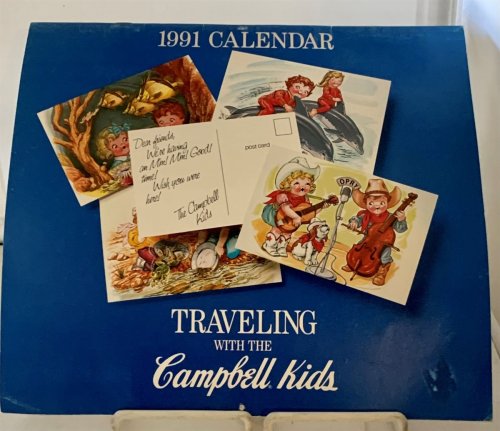 1991 CALENDAR
Dear friends,
We're having
an Mm! Mm! Good!
time!
Wish you were
here!
The Campbell
Kids
post card
OPRY
TRAVELING
WITH THE
Campbell Kids